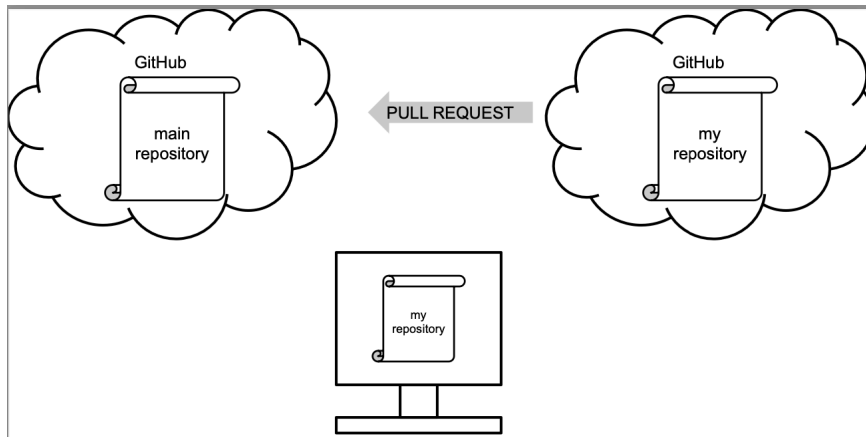 GitHub
main
repository
PULL REQUEST
GitHub
my
repository
my
repository